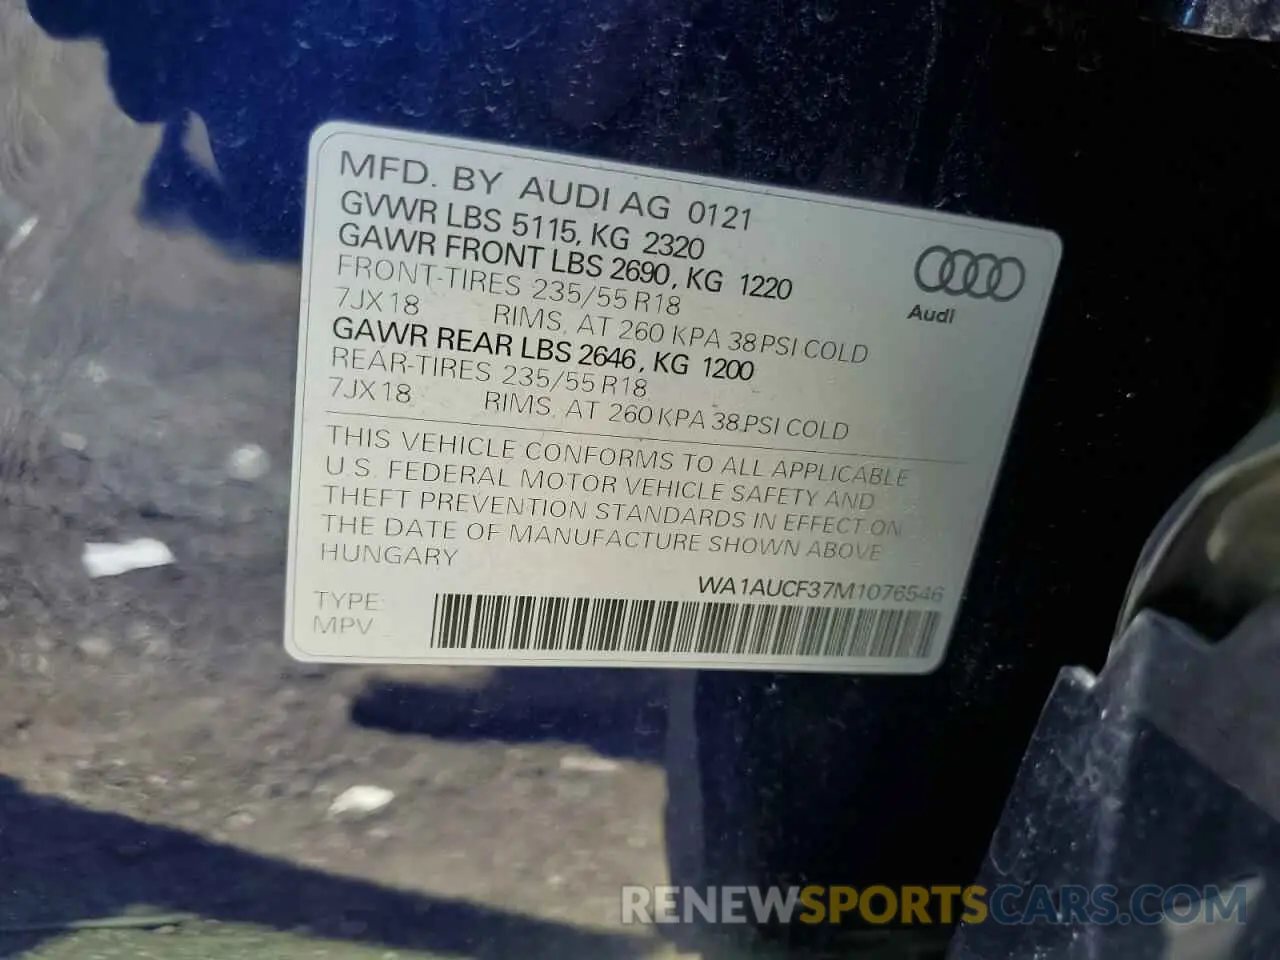 MFD. BY AUDI AG 0121
GVWR LBS 5115, KG 2320
GAWR FRONT LBS 2690, KG 1220
FRONT-TIRES 235/55 R18
7JX18 RIMS, AT 260 KPA 38 PSI COLD
GAWR REAR LBS 2646, KG 1200
REAR-TIRES 235/55 R18
7JX18 RIMS, AT 260 KPA 38 PSI COLD
Audi
THIS VEHICLE CONFORMS TO ALL APPLICABLE
U.S. FEDERAL MOTOR VEHICLE SAFETY AND
THEFT PREVENTION STANDARDS IN EFFECT ON
THE DATE OF MANUFACTURE SHOWN ABOVE
HUNGARY
WA1AUCF37M1076546
TYPE:
MPV
RENEWSPORTSCARS.COM